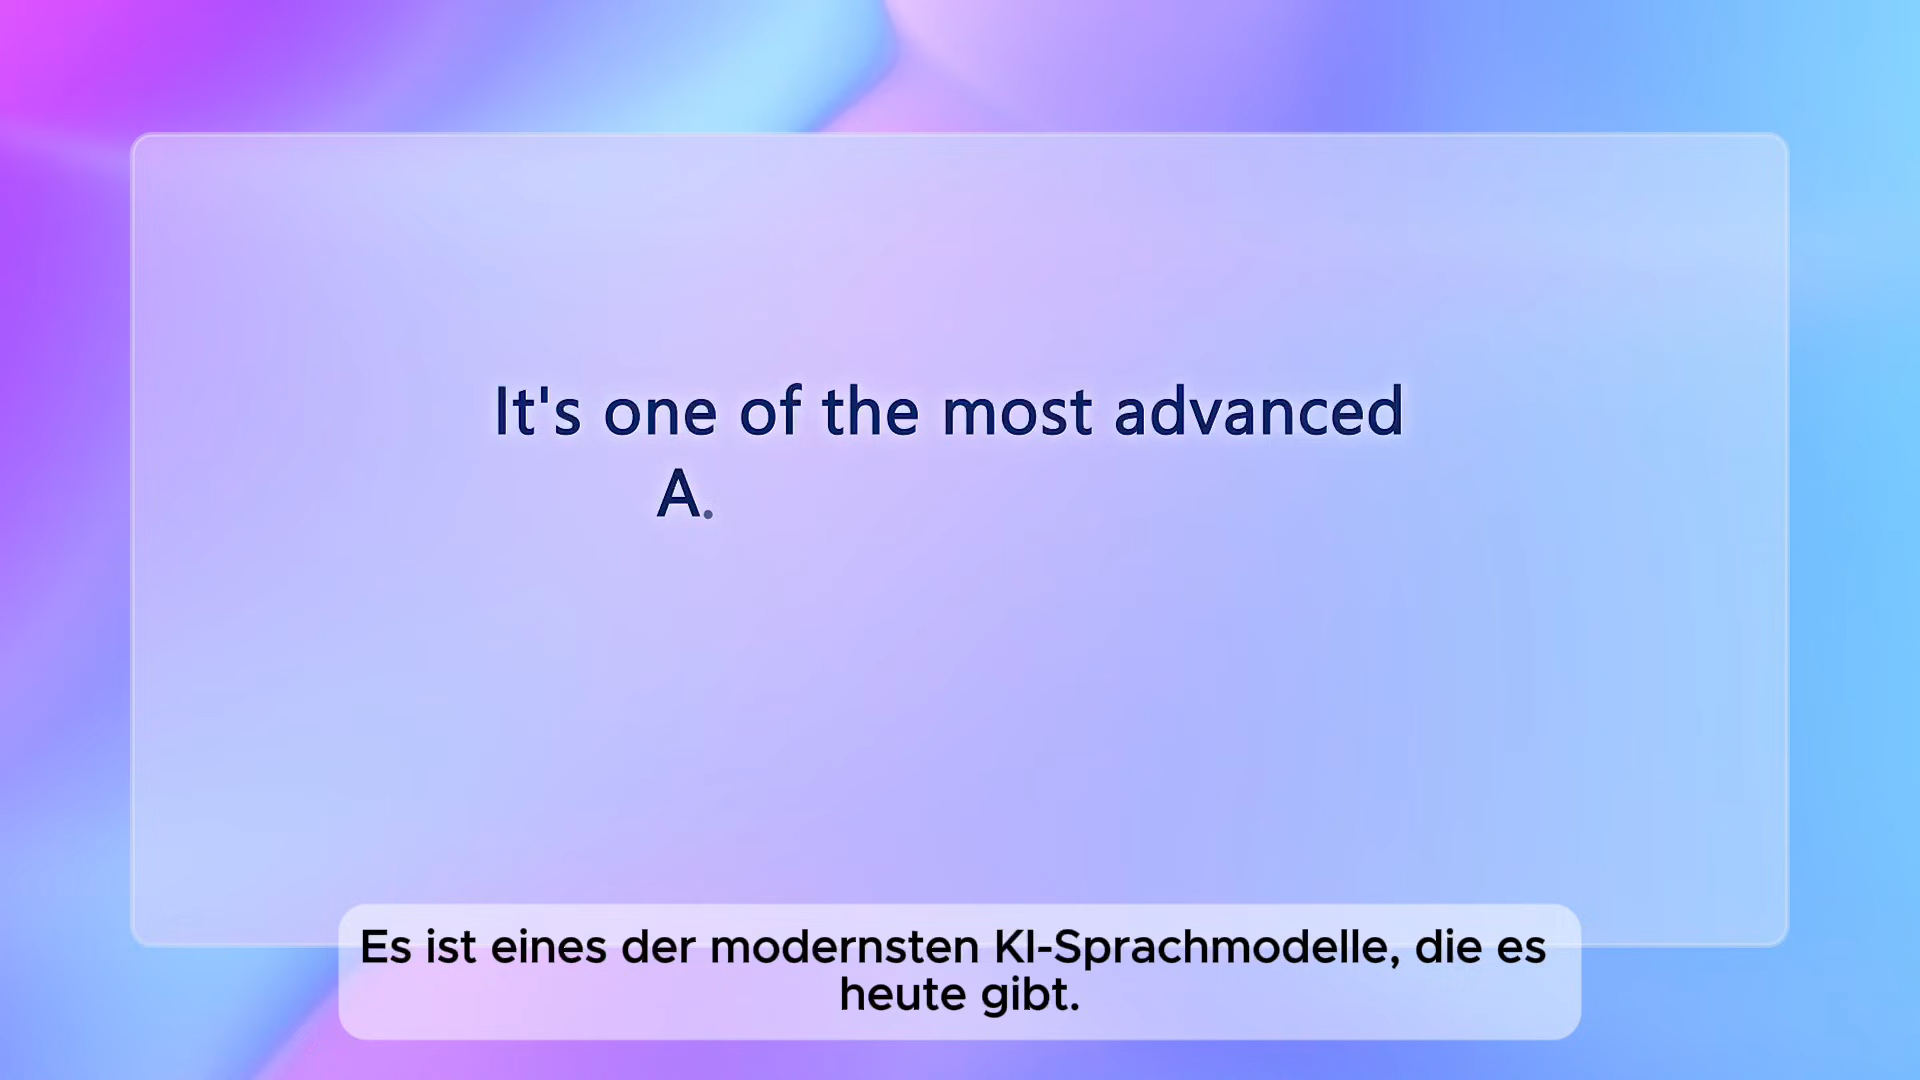 It's one of the most advanced
A.
Es ist eines der modernsten KI-Sprachmodelle, die es
heute gibt.